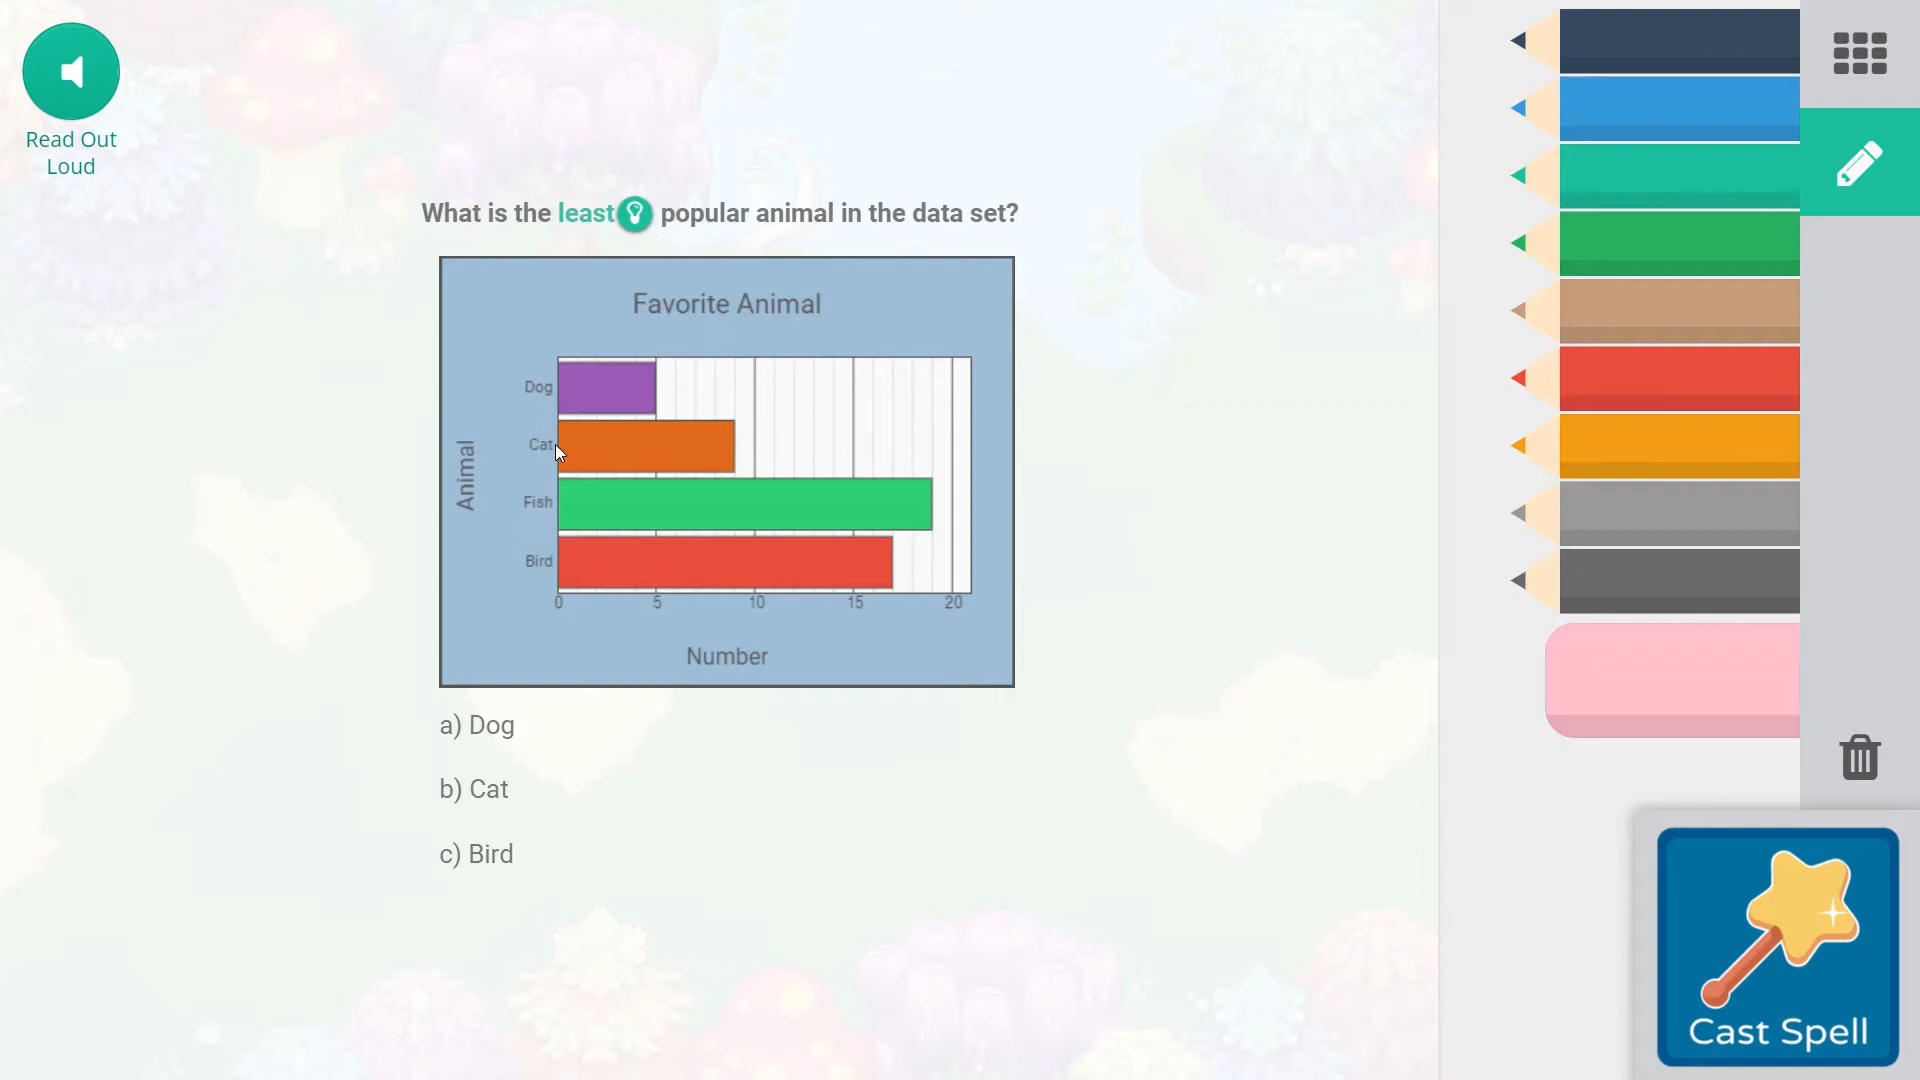 Read Out
Loud
What is the least popular animal in the data set?
Favorite Animal
Animal
Dog
Cat
Fish
Bird
0 5 10 15 20
Number
a) Dog
b) Cat
c) Bird
Cast Spell